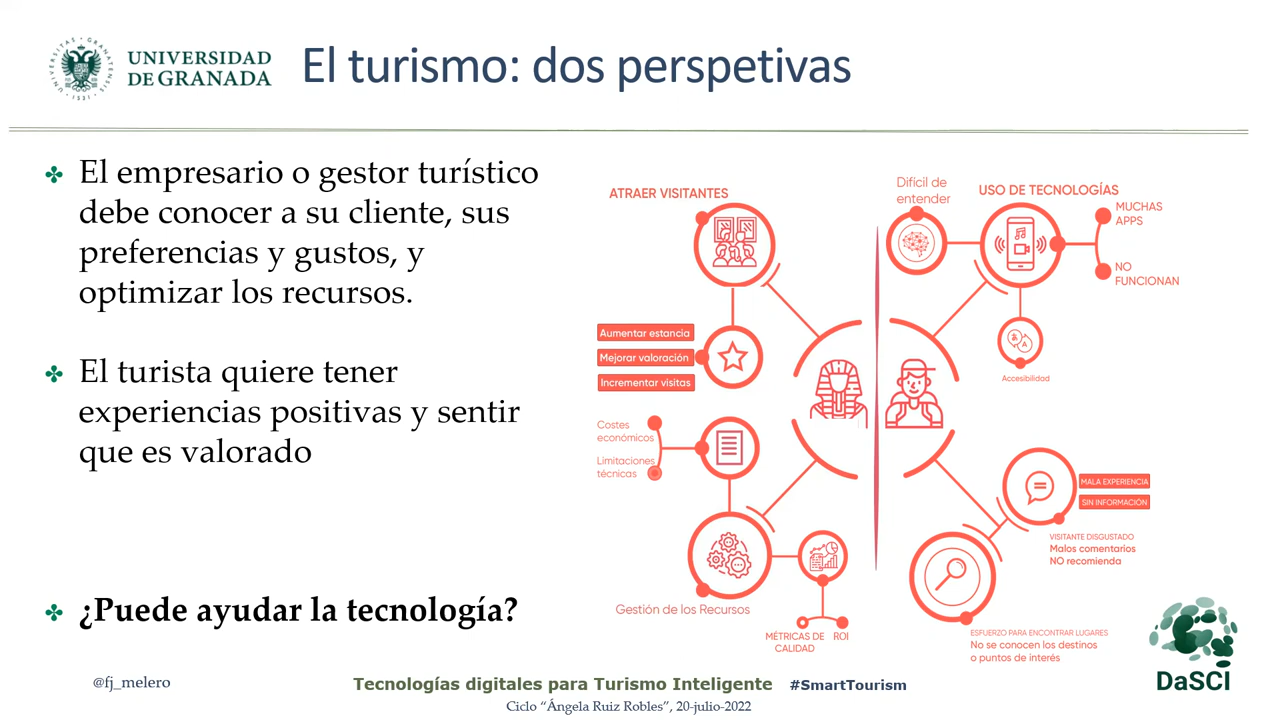 UNIVERSIDAD
DE GRANADA
El turismo: dos perspetivas
El empresario o gestor turístico
debe conocer a su cliente, sus
preferencias y gustos, y
optimizar los recursos.
El turista quiere tener
experiencias positivas y sentir
que es valorado
¿Puede ayudar la tecnología?
ATRAER VISITANTES
Aumentar estancia
Mejorar valoración
Incrementar visitas
Costes
económicos
Limitaciones
técnicas
Gestión de los Recursos
MÉTRICAS DE
CALIDAD
ROI
Difícil de
entender
USO DE TECNOLOGÍAS
MUCHAS
APPS
NO
FUNCIONAN
Accesibilidad
MALA EXPERIENCIA
SIN INFORMACIÓN
VISITANTE DISGUSTADO
Malos comentarios
NO recomienda
ESFUERZO PARA ENCONTRAR LUGARES
No se conocen los destinos
o puntos de interés
DaSCI
@fj_melero
Tecnologías digitales para Turismo Inteligente #SmartTourism
Ciclo “Ángela Ruiz Robles”, 20-julio-2022